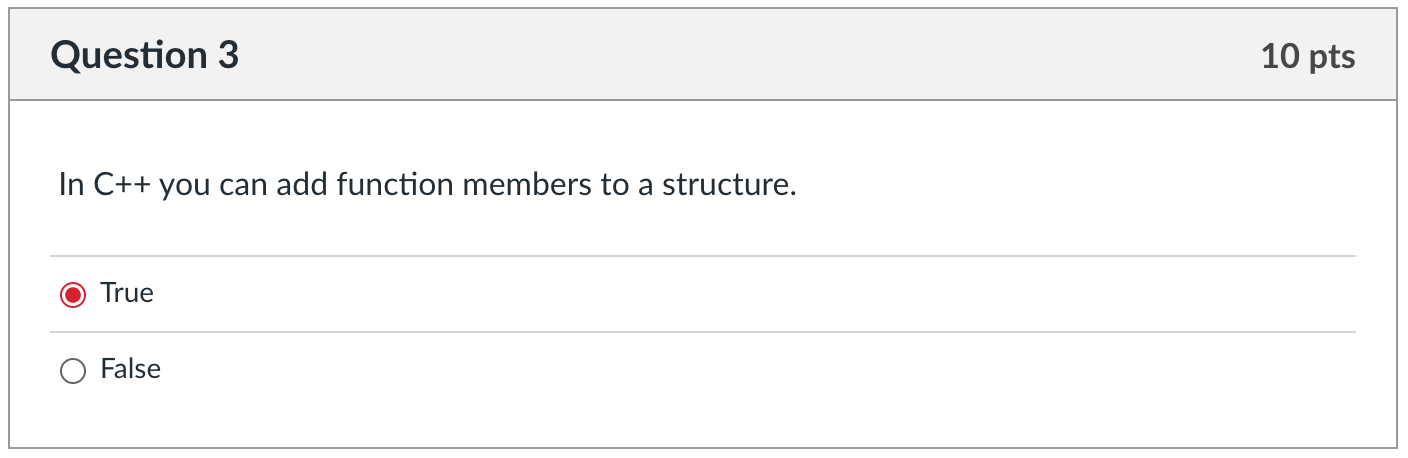 Question 3
10 pts
In C++ you can add function members to a structure.
True
False